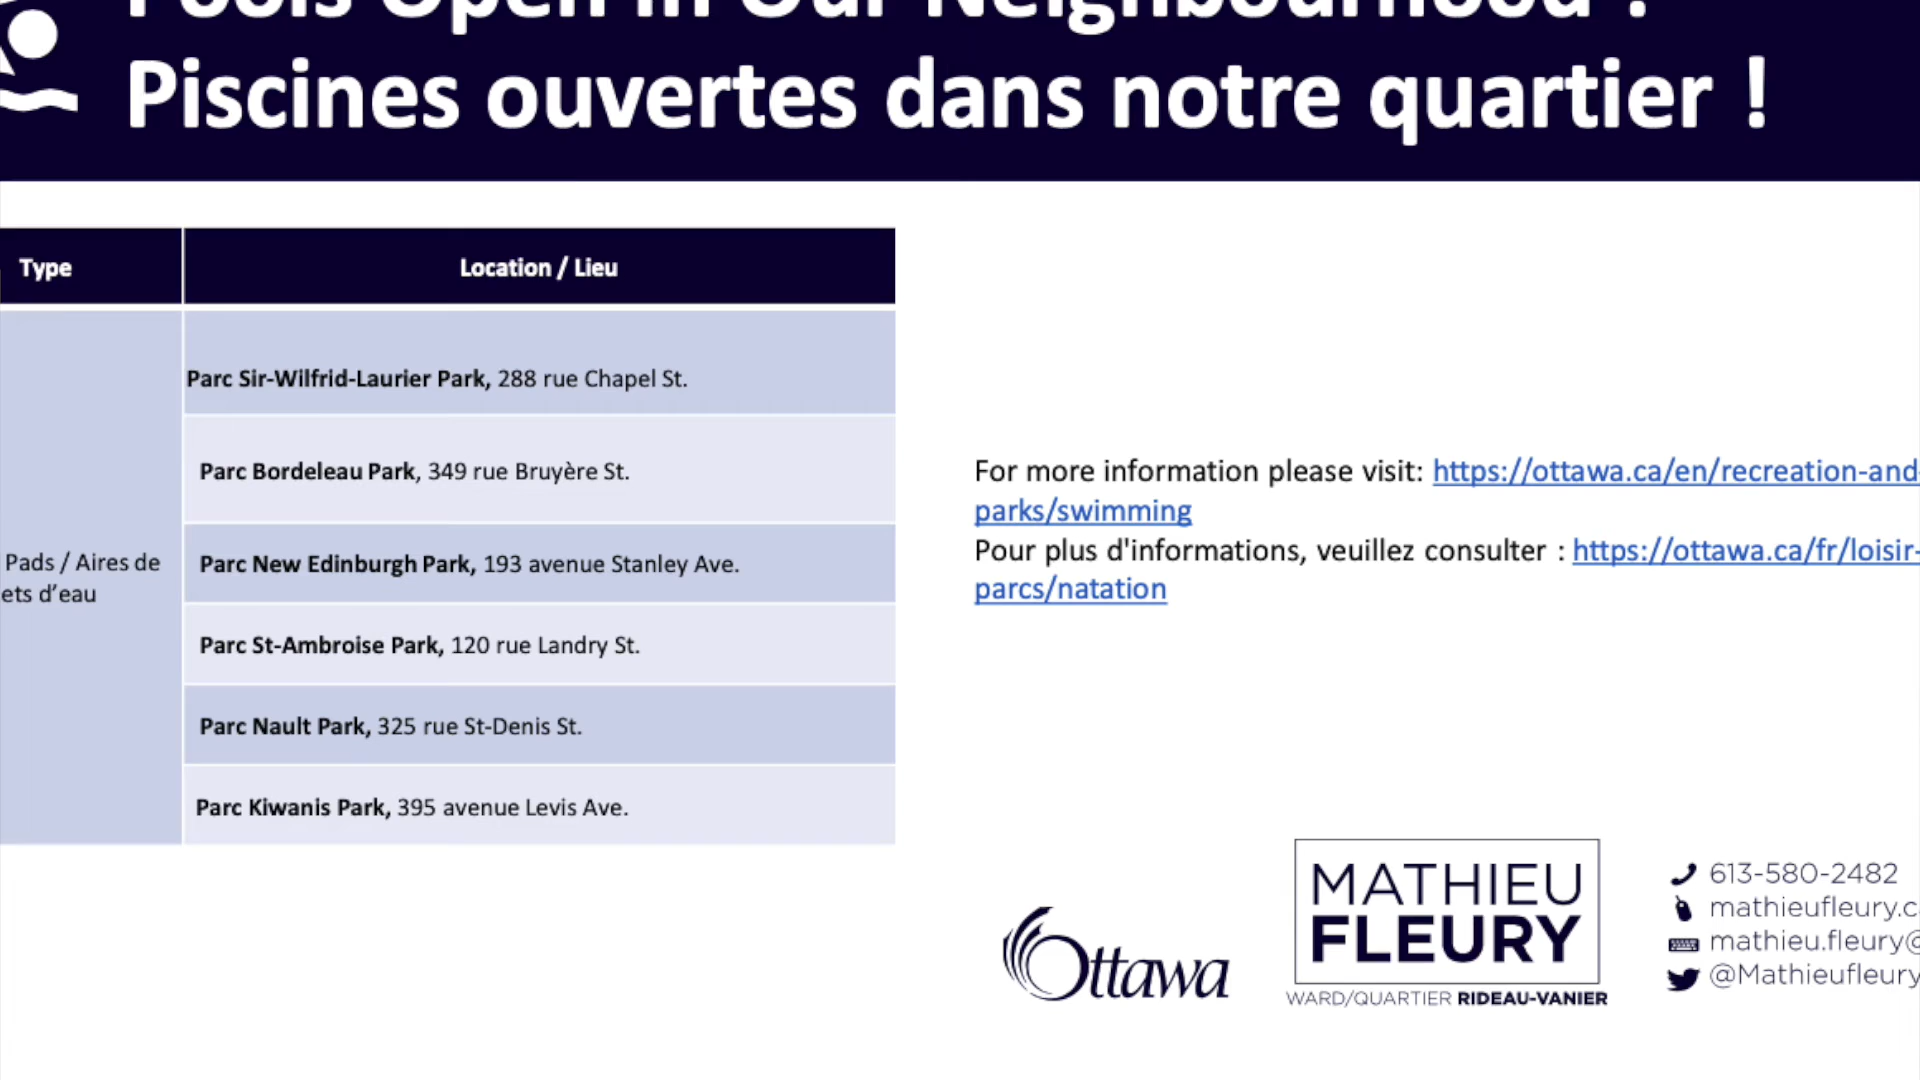 Pools Open in Our Neighbourhood !
Piscines ouvertes dans notre quartier !
Type
Location / Lieu
Pads / Aires de
ets d’eau
Parc Sir-Wilfrid-Laurier Park, 288 rue Chapel St.
Parc Bordeleau Park, 349 rue Bruyère St.
Parc New Edinburgh Park, 193 avenue Stanley Ave.
Parc St-Ambroise Park, 120 rue Landry St.
Parc Nault Park, 325 rue St-Denis St.
Parc Kiwanis Park, 395 avenue Levis Ave.
For more information please visit: https://ottawa.ca/en/recreation-and-
parks/swimming
Pour plus d'informations, veuillez consulter : https://ottawa.ca/fr/loisir-
parcs/natation
Ottawa
MATHIEU
FLEURY
WARD/QUARTIER RIDEAU-VANIER
613-580-2482
mathieufleury.c
mathieu.fleury@
@Mathieufleury